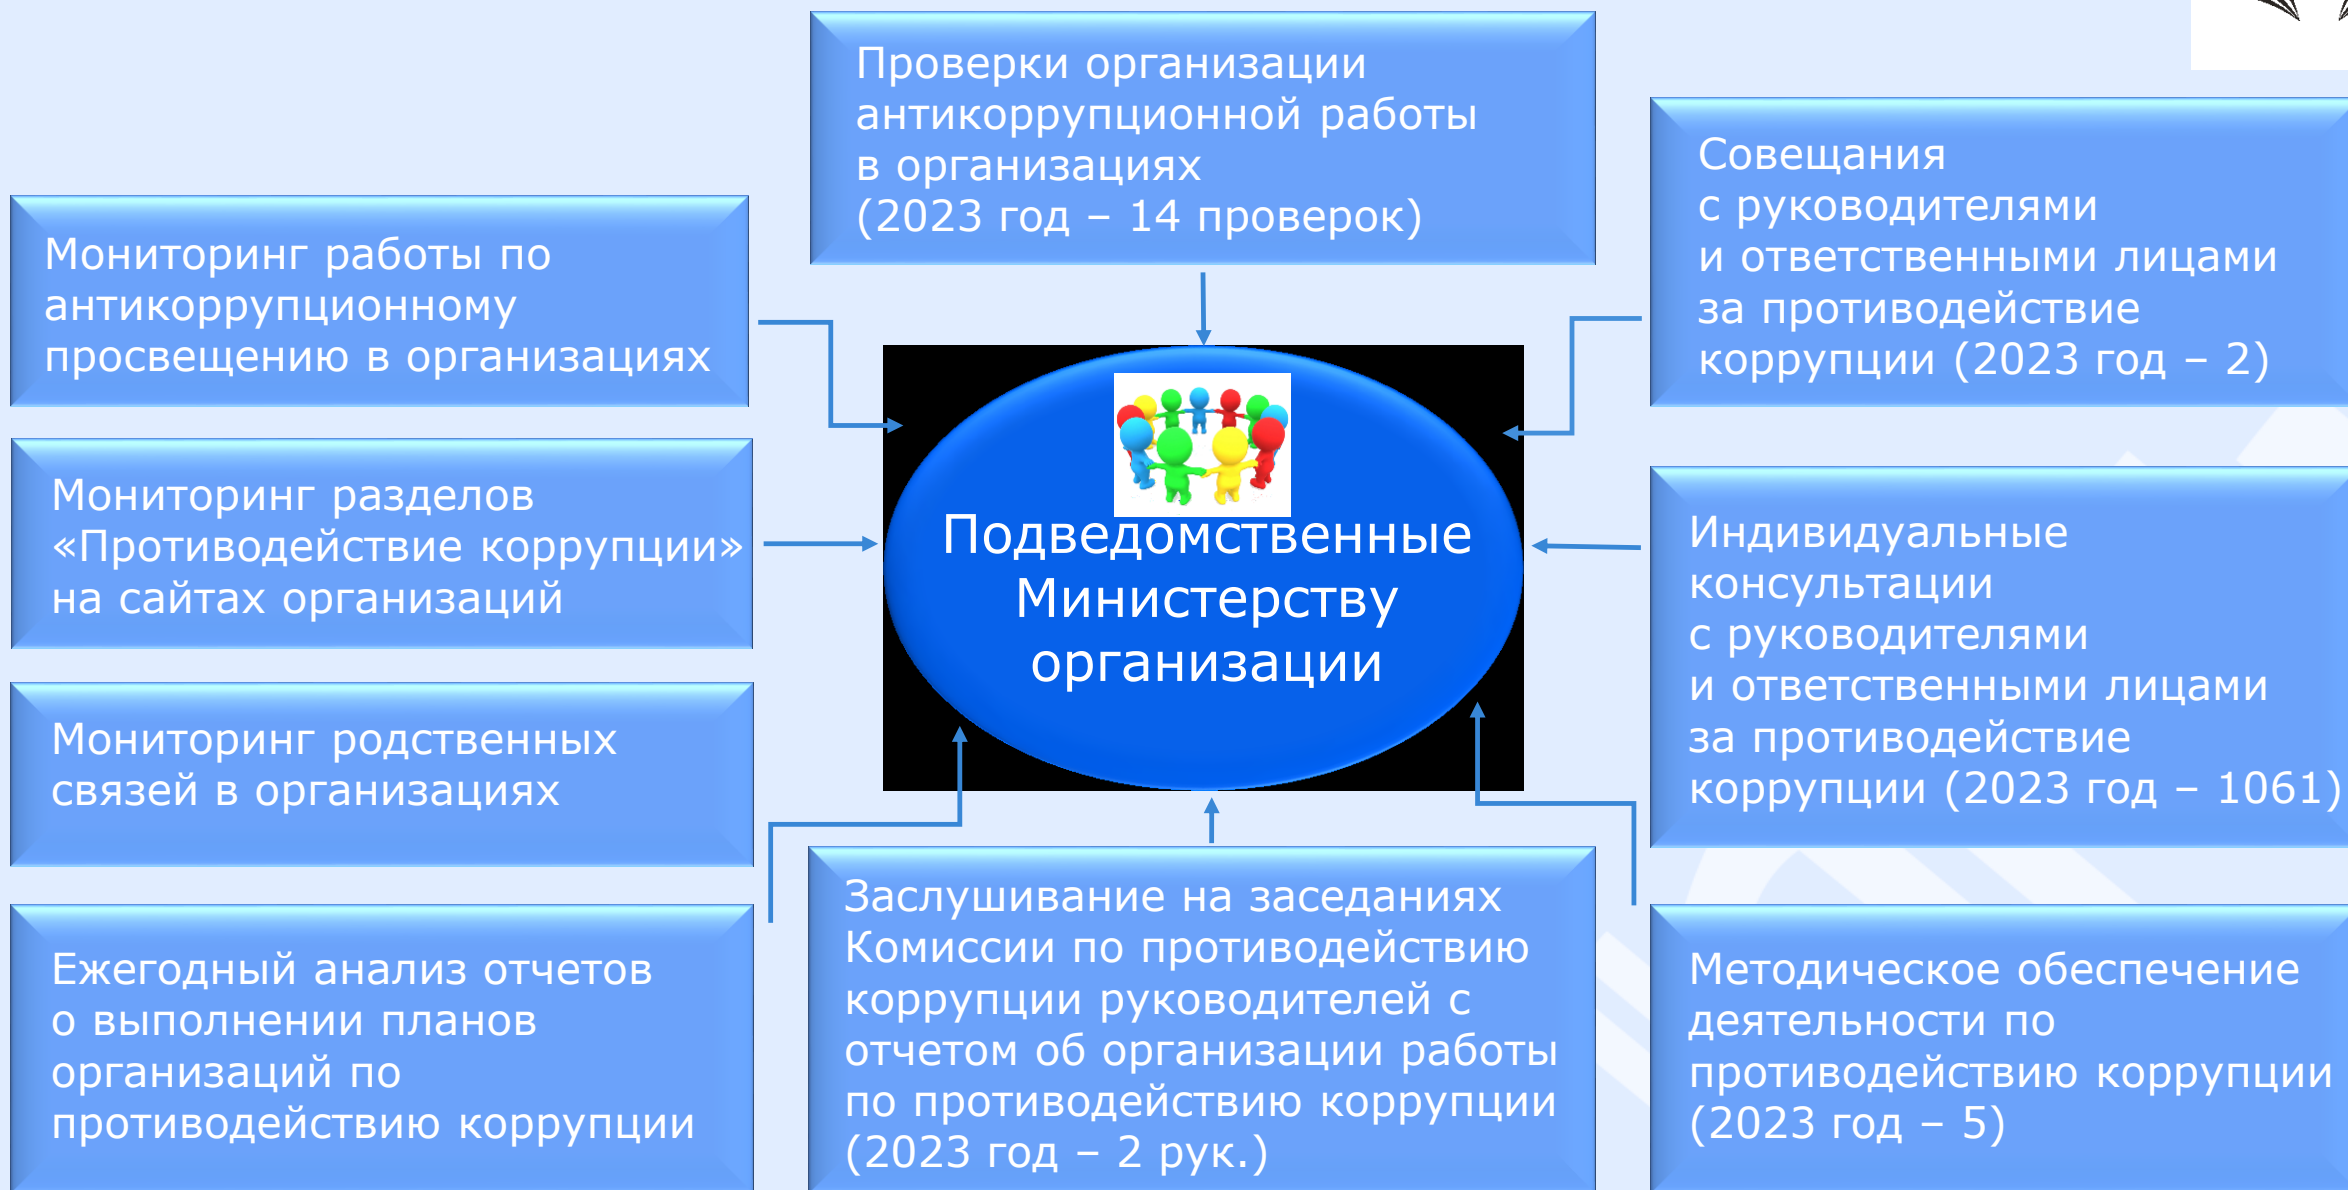 Проверки организации
антикоррупционной работы
в организациях
(2023 год – 14 проверок)
Совещания
с руководителями
и ответственными лицами
за противодействие
коррупции (2023 год – 2)
Мониторинг работы по
антикоррупционному
просвещению в организациях
Мониторинг разделов
«Противодействие коррупции»
на сайтах организаций
Подведомственные
Министерству
организации
Индивидуальные
консультации
с руководителями
и ответственными лицами
за противодействие
коррупции (2023 год – 1061)
Мониторинг родственных
связей в организациях
Ежегодный анализ отчетов
о выполнении планов
организаций по
противодействию коррупции
Заслушивание на заседаниях
Комиссии по противодействию
коррупции руководителей с
отчетом об организации работы
по противодействию коррупции
(2023 год – 2 рук.)
Методическое обеспечение
деятельности по
противодействию коррупции
(2023 год – 5)